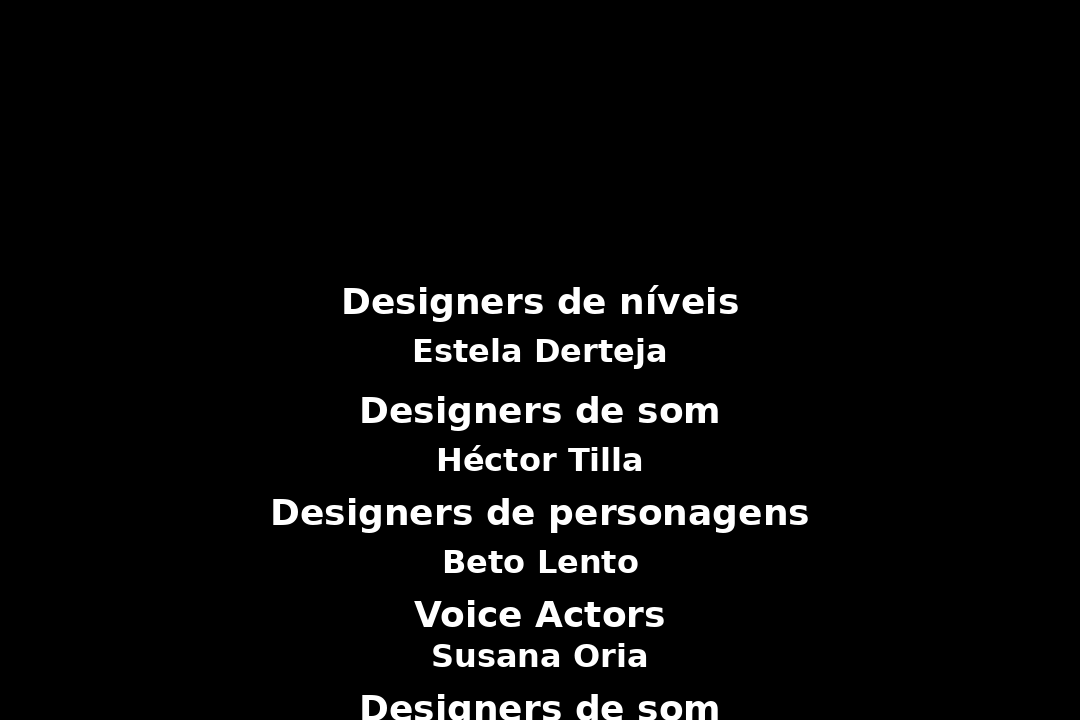 Designers de níveis
Estela Derteja
Designers de som
Héctor Tilla
Designers de personagens
Beto Lento
Voice Actors
Susana Oria
Designers de som